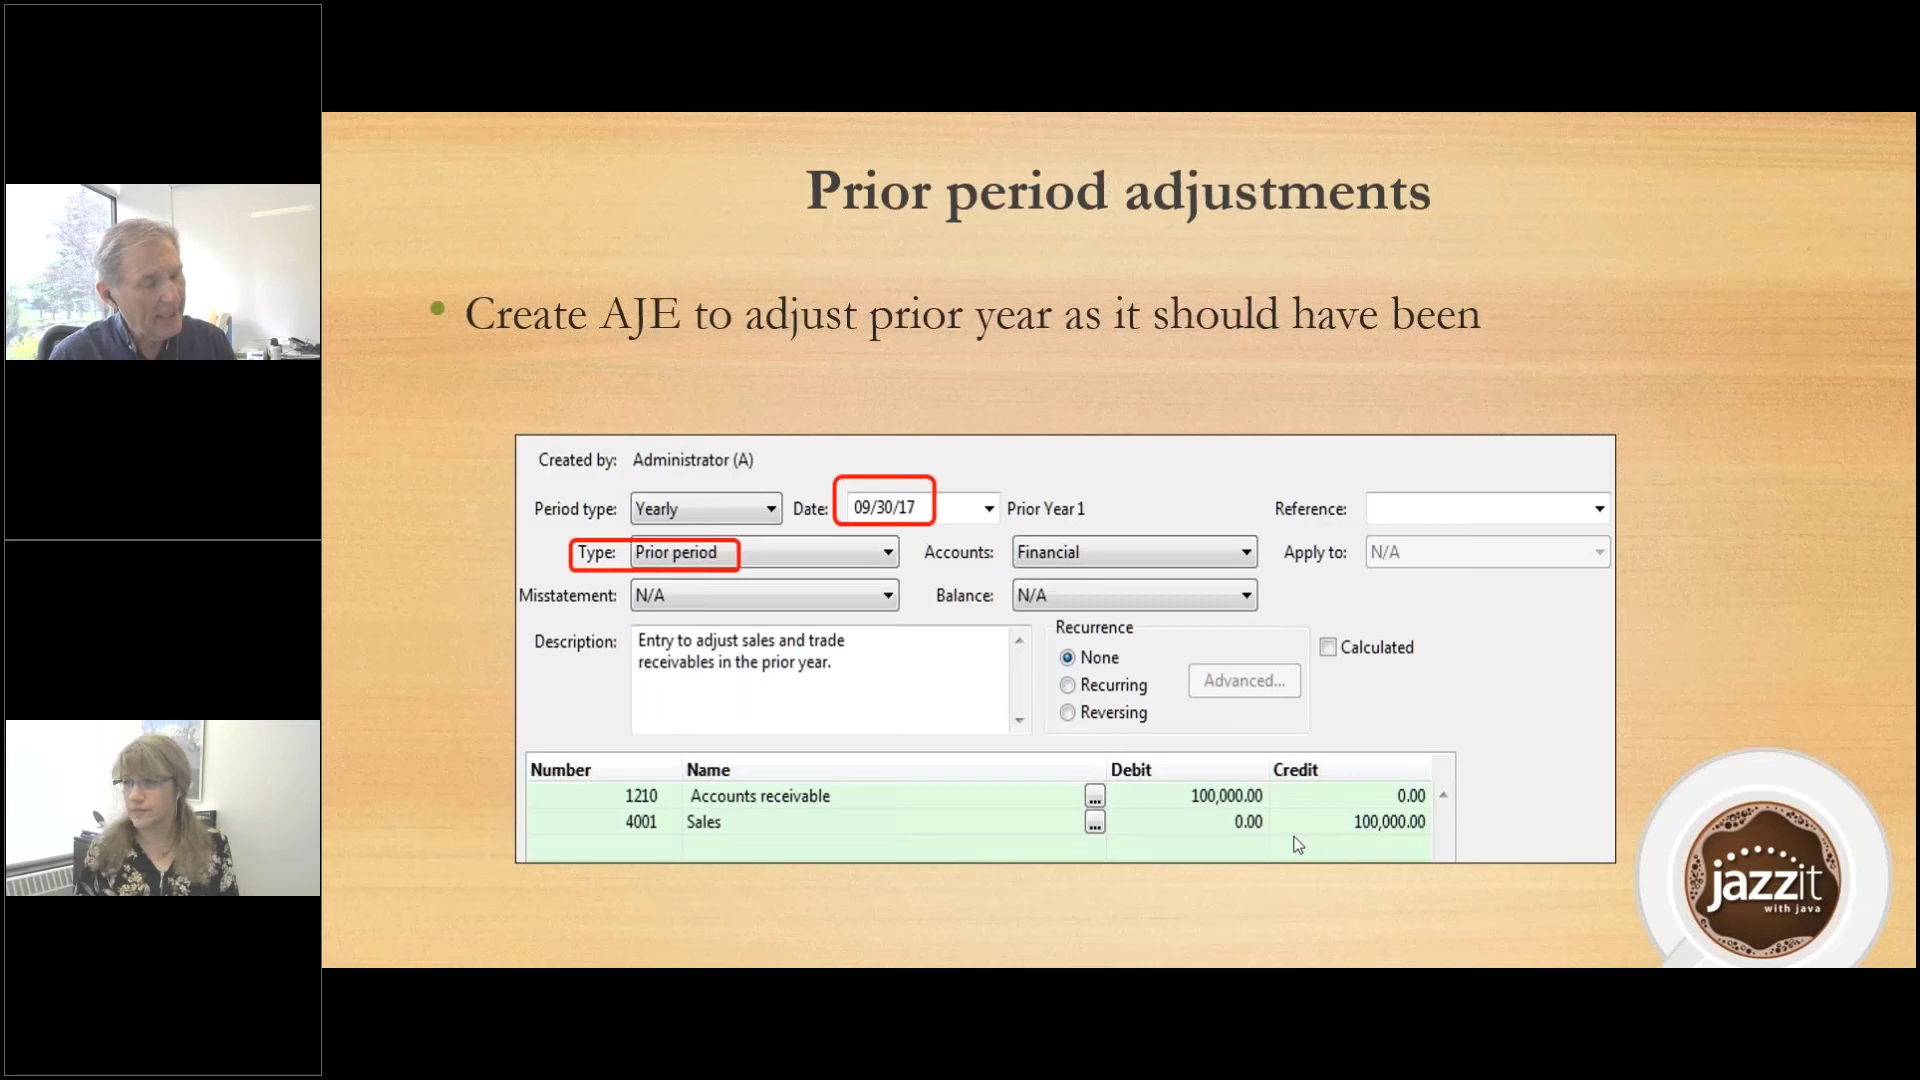 Prior period adjustments
• Create AJE to adjust prior year as it should have been
Created by: Administrator (A)
Period type: Yearly Date: 09/30/17 Prior Year 1 Reference:
Type: Prior period Accounts: Financial Apply to: N/A
Misstatement: N/A Balance: N/A
Description: Entry to adjust sales and trade
receivables in the prior year.
Recurrence
None
Recurring
Reversing
Advanced...
Calculated
Number Name Debit Credit
1210 Accounts receivable ... 100,000.00 0.00
4001 Sales ... 0.00 100,000.00
jazzit
with java